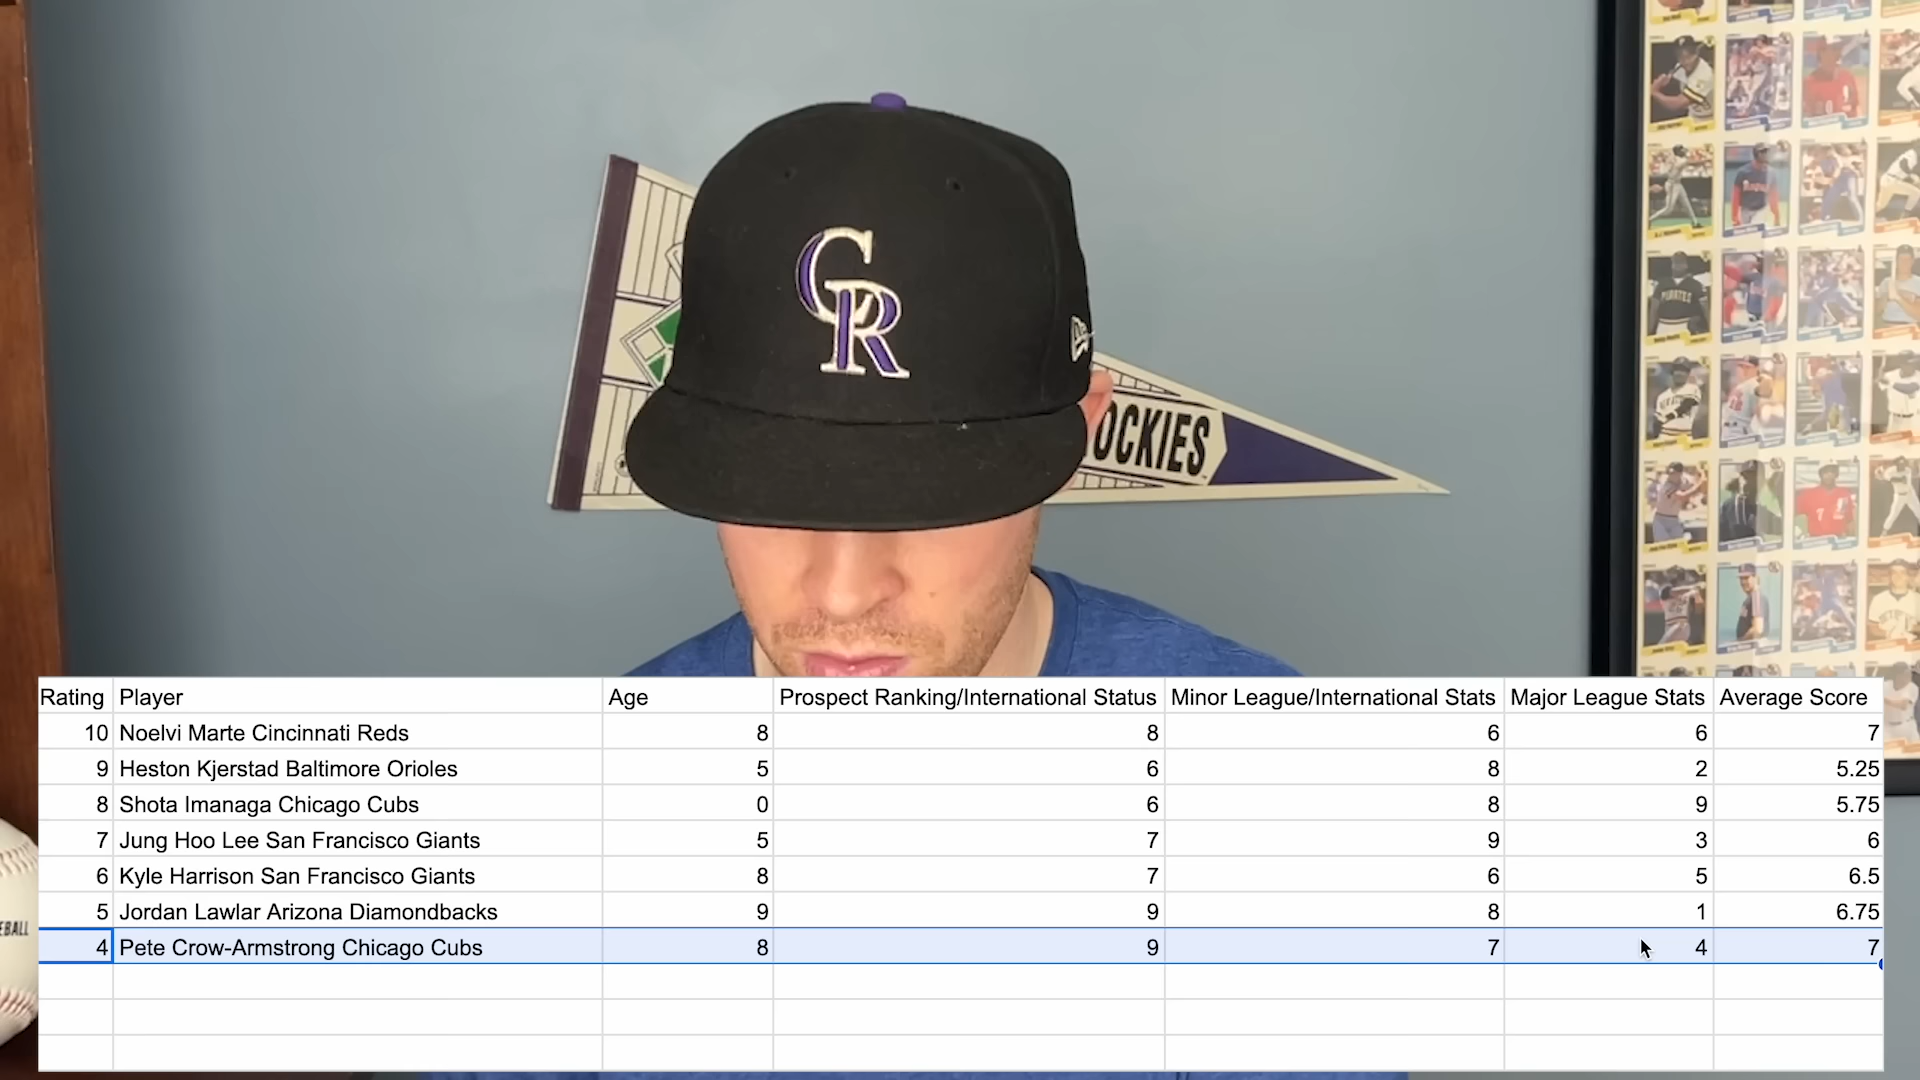 CR
OCKIES
PIRATES
Rating Player Age Prospect Ranking/International Status Minor League/International Stats Major League Stats Average Score
10 Noelvi Marte Cincinnati Reds 8 8 6 6 7
9 Heston Kjerstad Baltimore Orioles 5 6 8 2 5.25
8 Shota Imanaga Chicago Cubs 0 6 8 9 5.75
7 Jung Hoo Lee San Francisco Giants 5 7 9 3 6
6 Kyle Harrison San Francisco Giants 8 7 6 5 6.5
5 Jordan Lawlar Arizona Diamondbacks 9 9 8 1 6.75
EBALL
4 Pete Crow-Armstrong Chicago Cubs 8 9 7 4 7